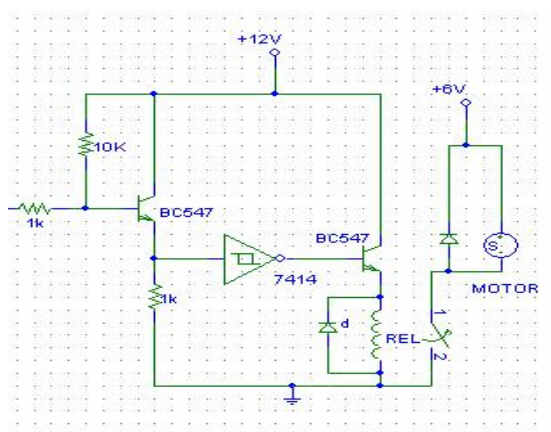 +12V
+6V
10K
1k
BC547
BC547
7414
1k
d
REL
1
2
S
+
-
MOTOR